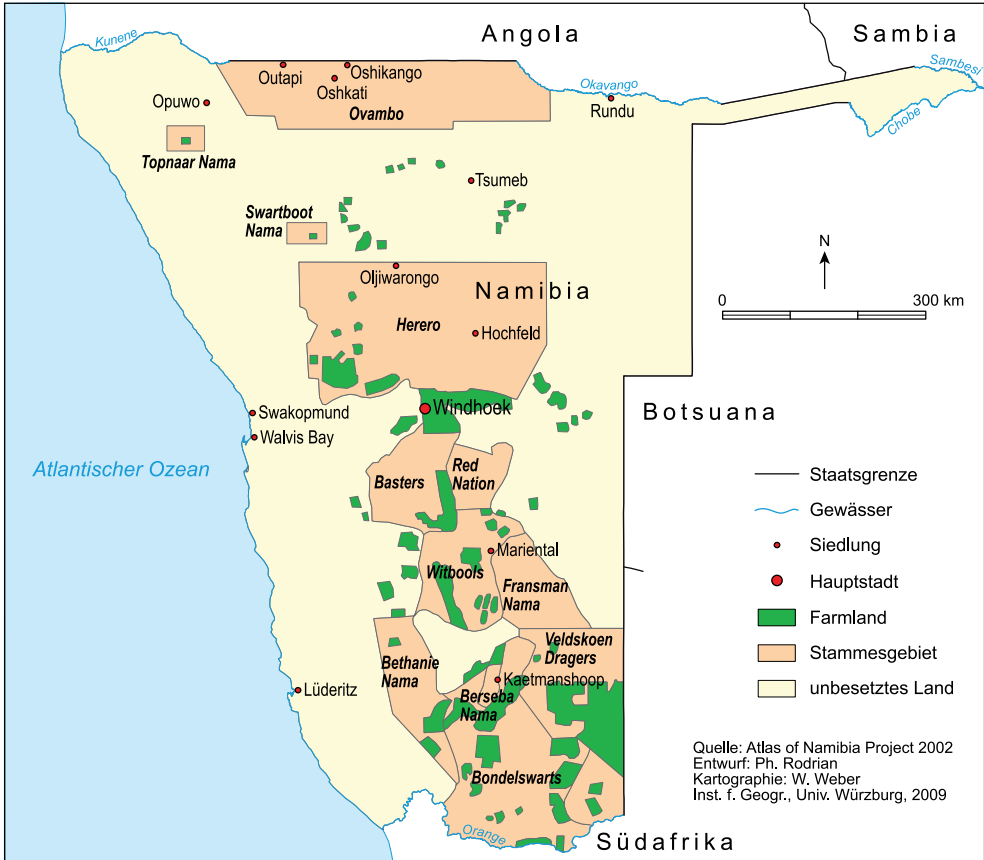 Angola
Sambia
Kunene
Sambesi
Outapi
Oshikango
Oshkati
Okavango
Opuwo
Ovambo
Rundu
Chobe
Topnaar Nama
Tsumeb
Swartboot
Nama
N
Oljiwarongo
Namibia
0
300 km
Herero
Hochfeld
Swakopmund
Windhoek
Botsuana
Walvis Bay
Atlantischer Ozean
Basters
Red
Nation
Staatsgrenze
Gewässer
Siedlung
Mariental
Witbools
Fransman
Nama
Hauptstadt
Farmland
Veldskoen
Dragers
Stammesgebiet
Bethanie
Nama
Kaetmanshoop
Lüderitz
Berseba
Nama
unbesetztes Land
Bondelswarts
Quelle: Atlas of Namibia Project 2002
Entwurf: Ph. Rodrian
Kartographie: W. Weber
Inst. f. Geogr., Univ. Würzburg, 2009
Orange
Südafrika